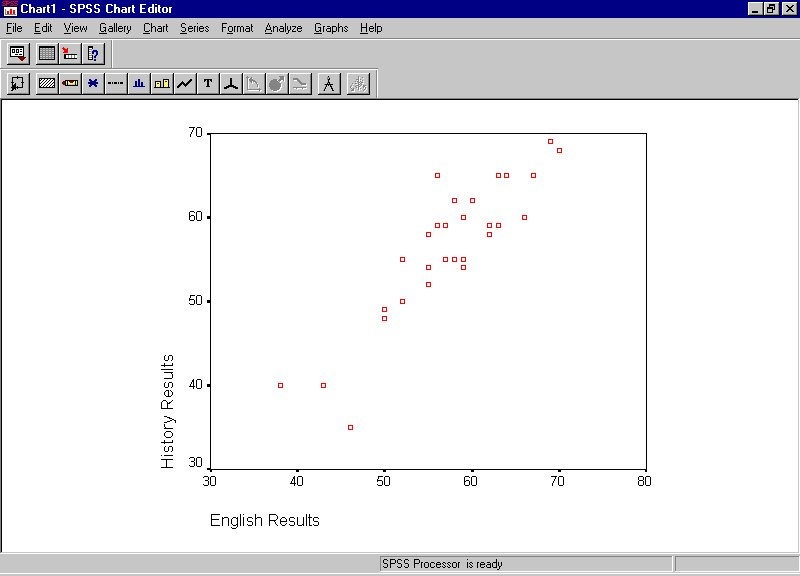 Chart1 - SPSS Chart Editor
File Edit View Gallery Chart Series Format Analyze Graphs Help
T
70
60
50
40
30
History Results
30 40 50 60 70 80
English Results
SPSS Processor is ready